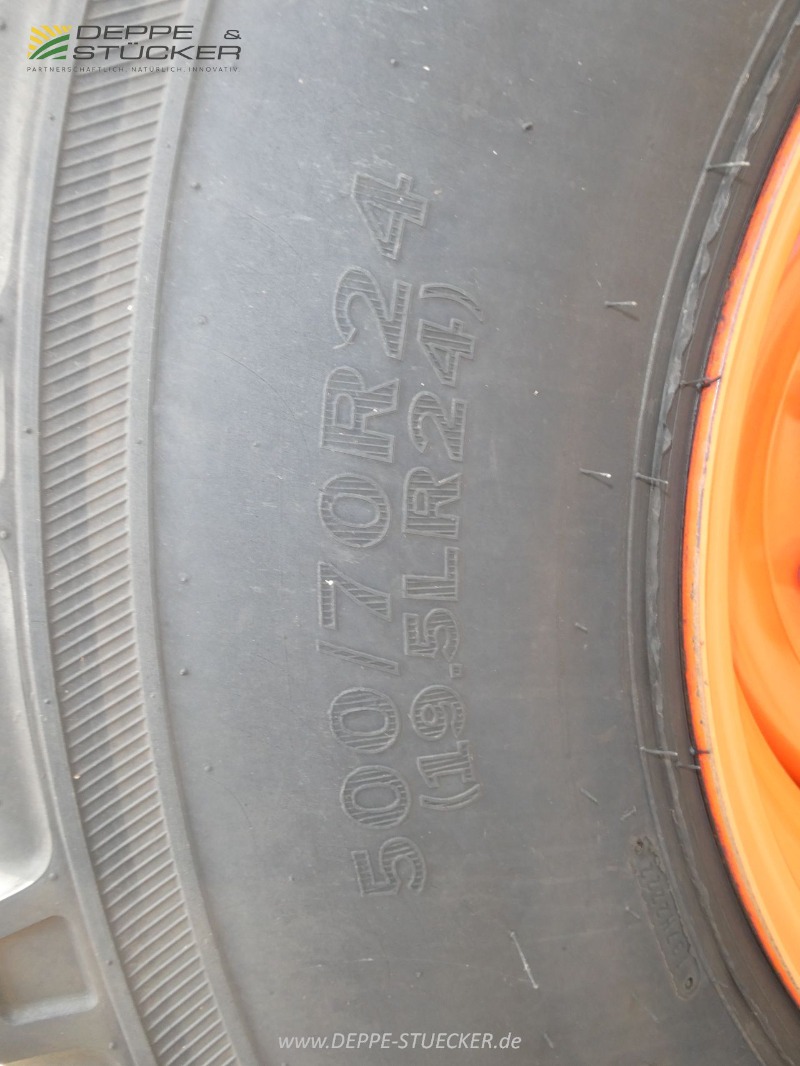 DEPPE &
STÜCKER
PARTNERSCHAFTLICH. NATÜRLICH. INNOVATIV.
500/70R24
(19.5LR24)
www.DEPPE-STUECKER.de